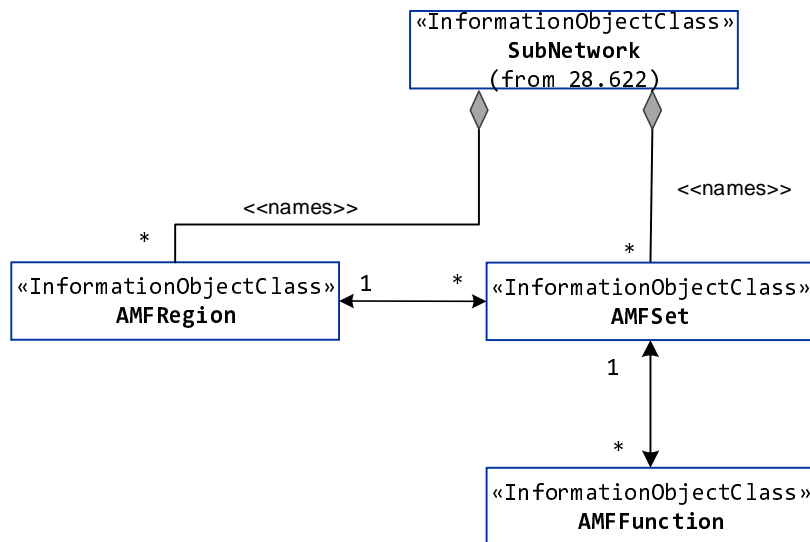 «InformationObjectClass»
SubNetwork
(from 28.622)
<<names>>
<<names>>
*
*
«InformationObjectClass»
AMFRegion
1
*
«InformationObjectClass»
AMFSet
1
*
«InformationObjectClass»
AMFFunction